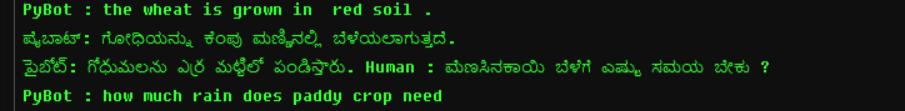 PyBot : the wheat is grown in  red soil .
ಪೈಬಾಟ್: ಗೋಧಿಯನ್ನು ಕೆಂಪು ಮಣ್ಣಿನಲ್ಲಿ ಬೆಳೆಯಲಾಗುತ್ತದೆ.
పైబోట్: గోధుమలను ఎర్ర మట్టిలో పండిస్తారు. Human : ಮೆಣಸಿನಕಾಯಿ ಬೆಳೆಗೆ ಎಷ್ಟು ಸಮಯ ಬೇಕು ?
PyBot : how much rain does paddy crop need